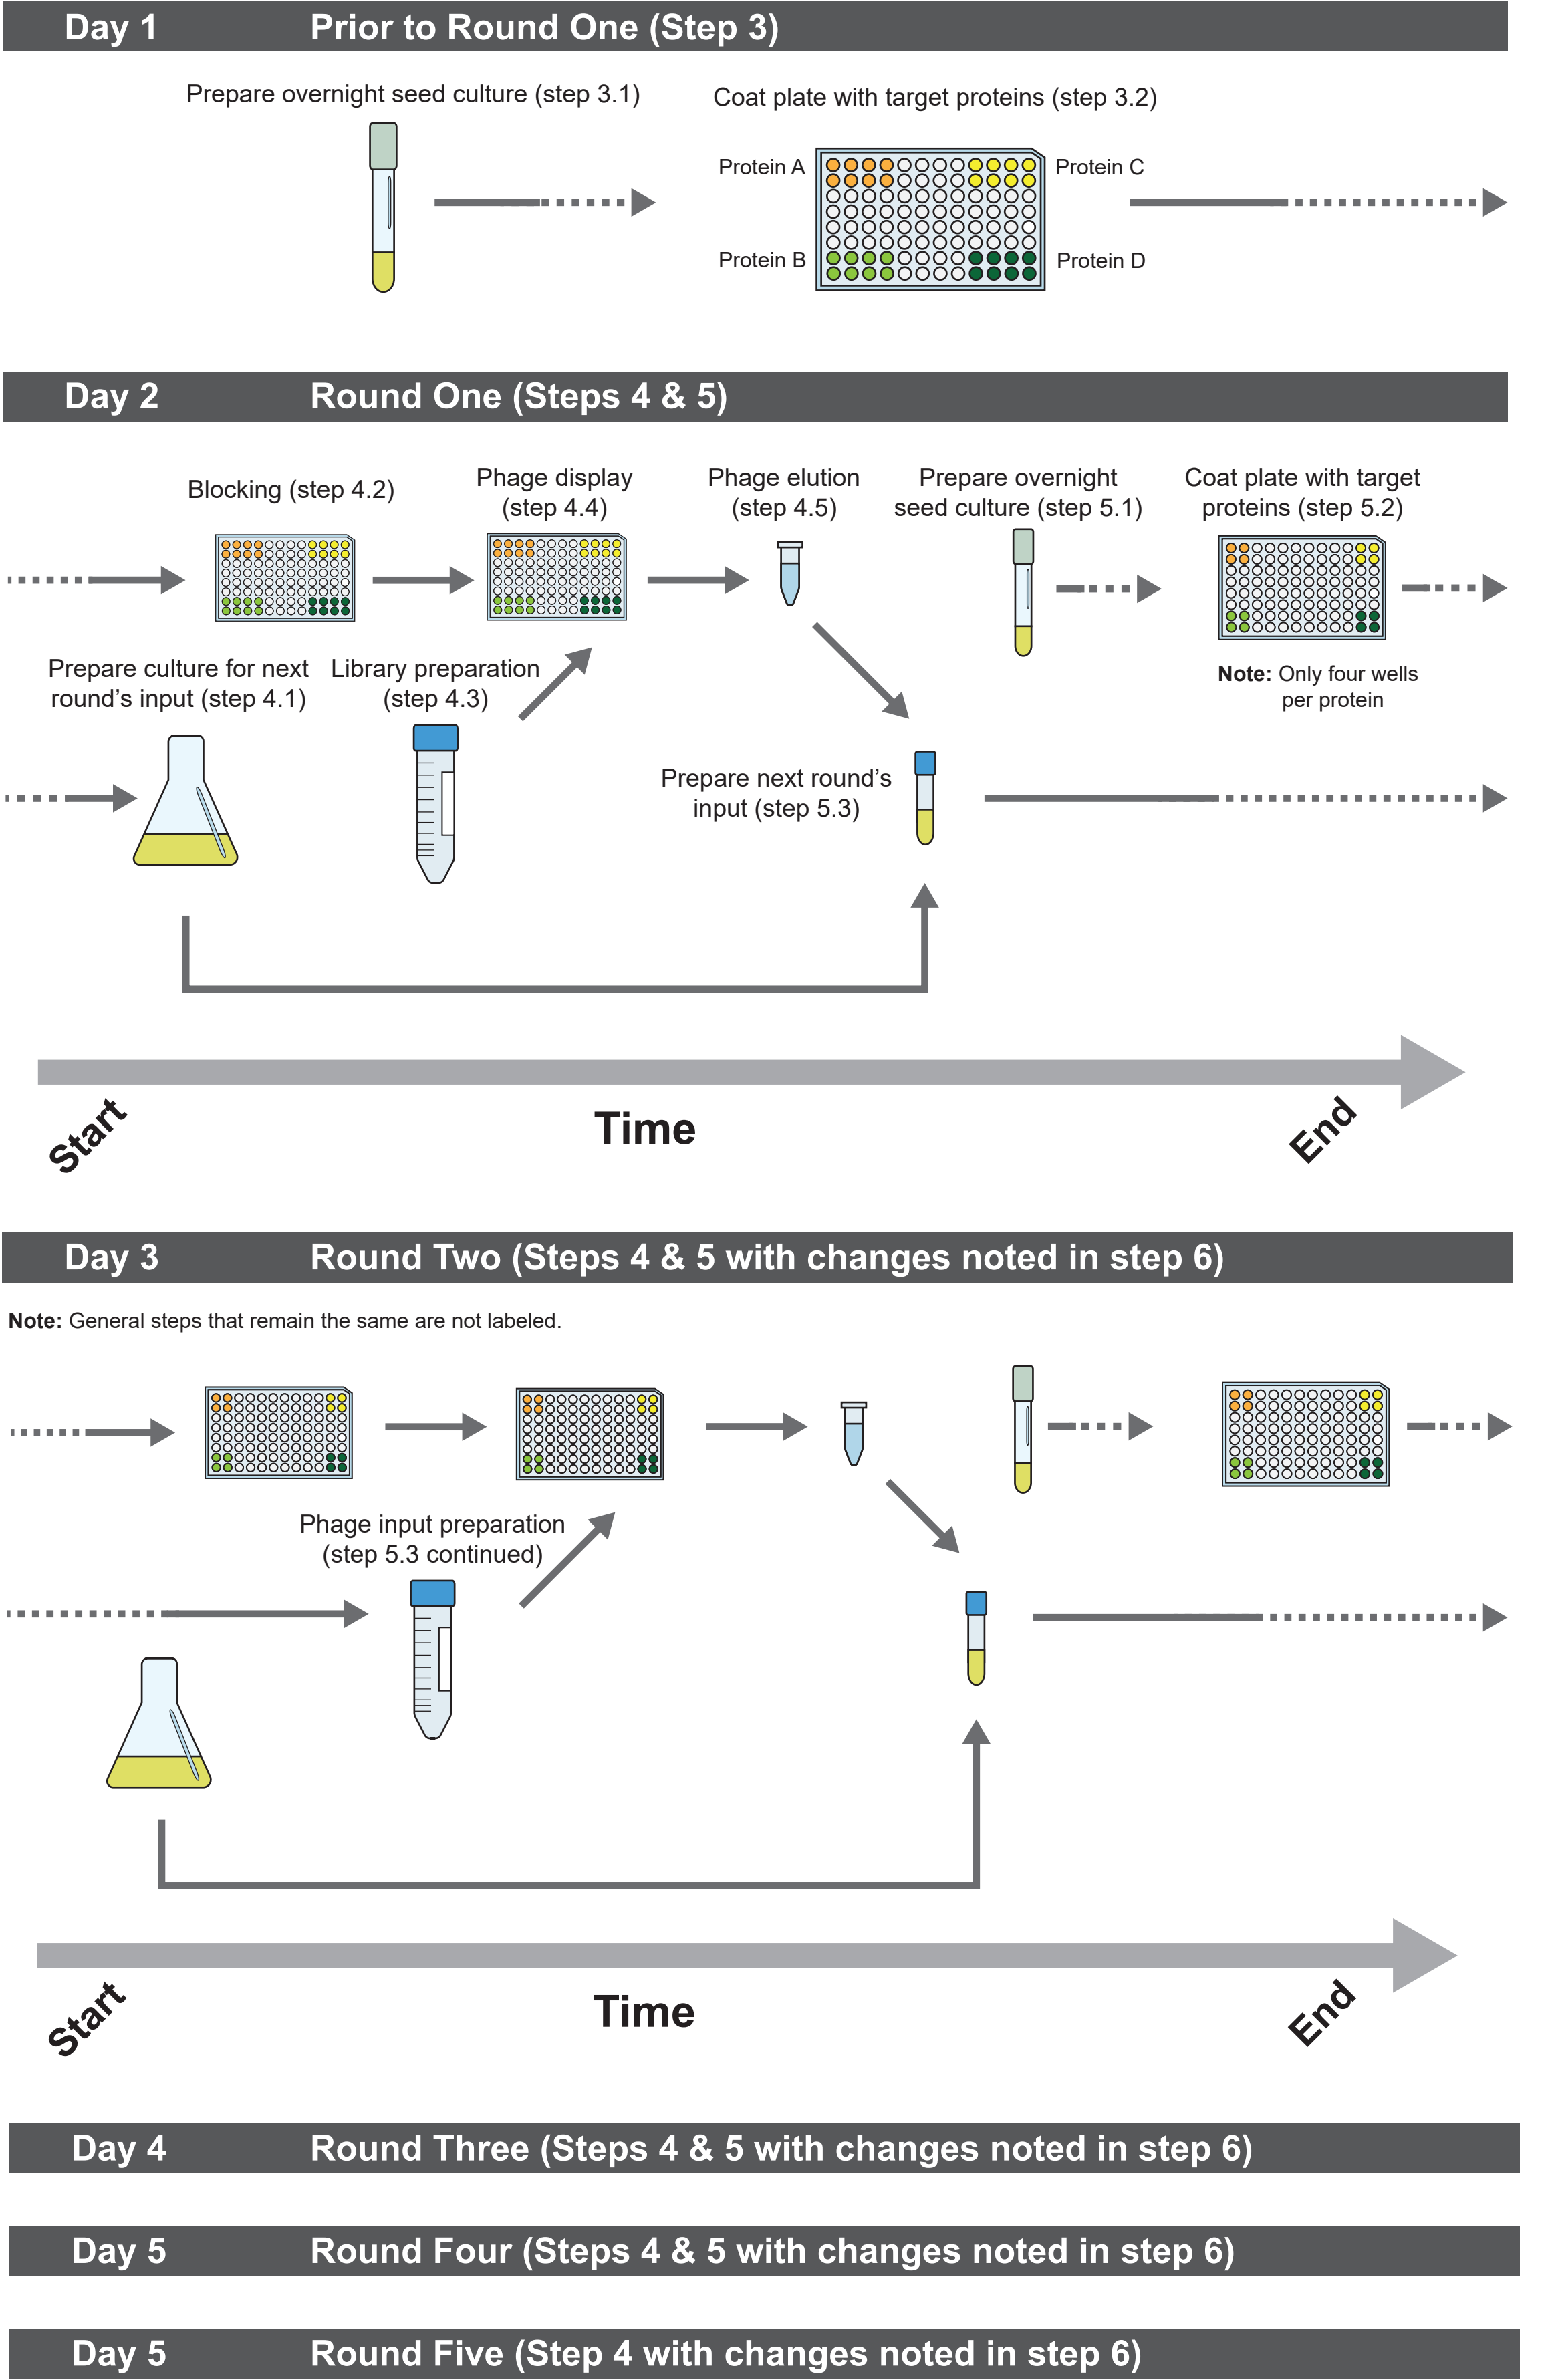 Day 1 Prior to Round One (Step 3)
Prepare overnight seed culture (step 3.1)
Coat plate with target proteins (step 3.2)
Protein A
Protein C
Protein B
Protein D
Day 2 Round One (Steps 4 & 5)
Blocking (step 4.2)
Phage display
(step 4.4)
Phage elution
(step 4.5)
Prepare overnight
seed culture (step 5.1)
Coat plate with target
proteins (step 5.2)
Note: Only four wells
per protein
Prepare culture for next
round's input (step 4.1)
Library preparation
(step 4.3)
Prepare next round's
input (step 5.3)
Start
Time
End
Day 3 Round Two (Steps 4 & 5 with changes noted in step 6)
Note: General steps that remain the same are not labeled.
Phage input preparation
(step 5.3 continued)
Start
Time
End
Day 4 Round Three (Steps 4 & 5 with changes noted in step 6)
Day 5 Round Four (Steps 4 & 5 with changes noted in step 6)
Day 5 Round Five (Step 4 with changes noted in step 6)